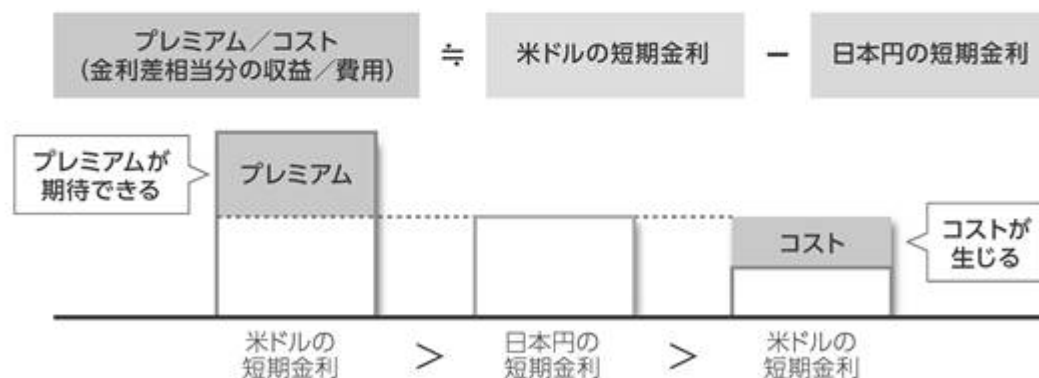 プレミアム／コスト
（金利差相当分の収益／費用）
≒
米ドルの短期金利
－
日本円の短期金利
プレミアムが
期待できる
プレミアム
コスト
コストが
生じる
米ドルの
短期金利
＞
日本円の
短期金利
＞
米ドルの
短期金利